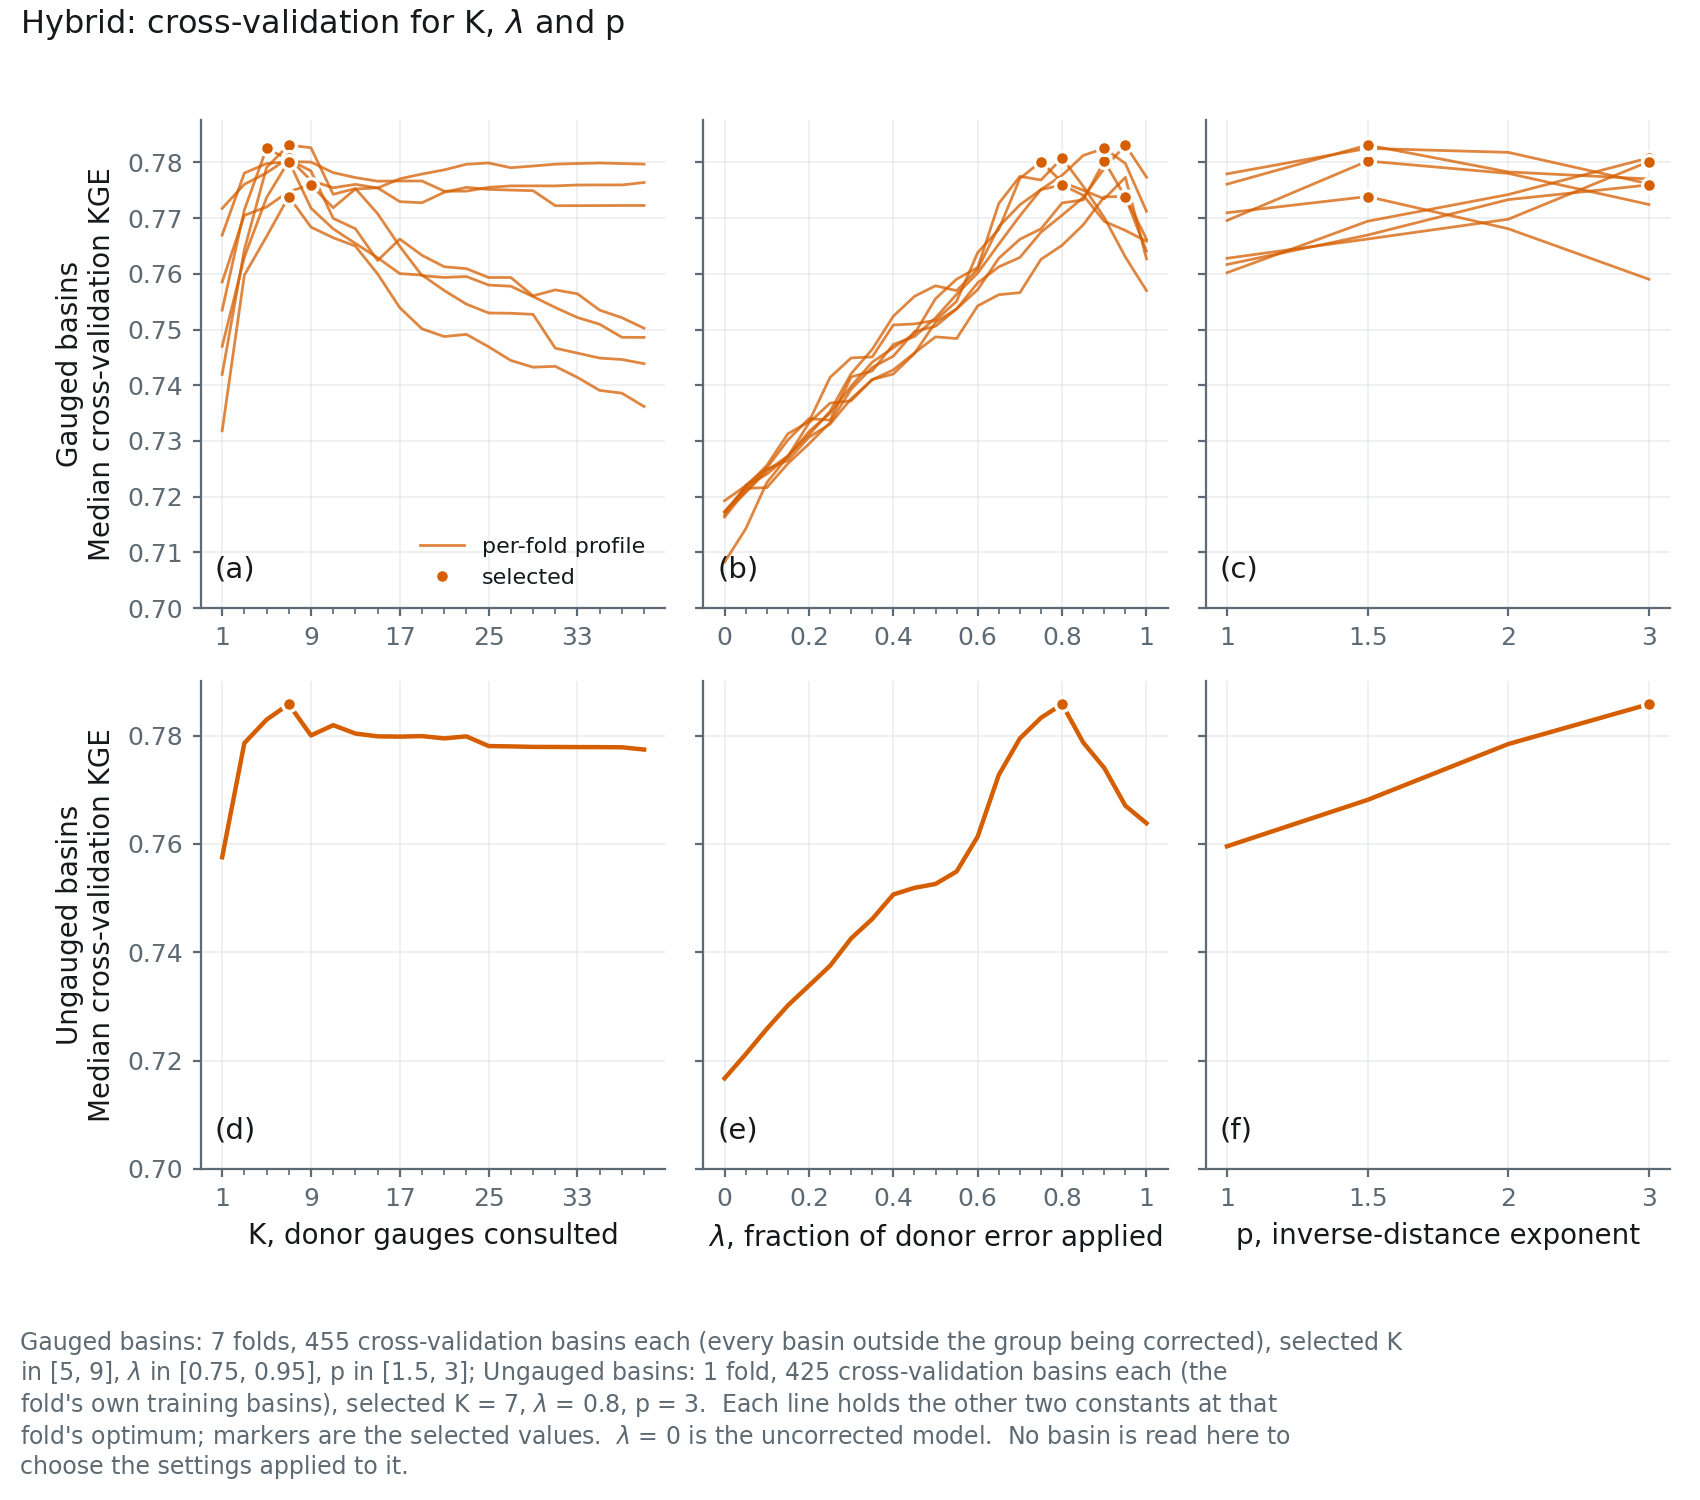 Hybrid: cross-validation for K, λ and p
Gauged basins
Median cross-validation KGE
0.78
0.77
0.76
0.75
0.74
0.73
0.72
0.71
0.70
(a)
per-fold profile
selected
1 9 17 25 33
(b)
0 0.2 0.4 0.6 0.8 1
(c)
1 1.5 2 3
Ungauged basins
Median cross-validation KGE
0.78
0.76
0.74
0.72
0.70
(d)
1 9 17 25 33
K, donor gauges consulted
(e)
0 0.2 0.4 0.6 0.8 1
λ, fraction of donor error applied
(f)
1 1.5 2 3
p, inverse-distance exponent
Gauged basins: 7 folds, 455 cross-validation basins each (every basin outside the group being corrected), selected K
in [5, 9], λ in [0.75, 0.95], p in [1.5, 3]; Ungauged basins: 1 fold, 425 cross-validation basins each (the
fold's own training basins), selected K = 7, λ = 0.8, p = 3.  Each line holds the other two constants at that
fold's optimum; markers are the selected values.  λ = 0 is the uncorrected model.  No basin is read here to
choose the settings applied to it.